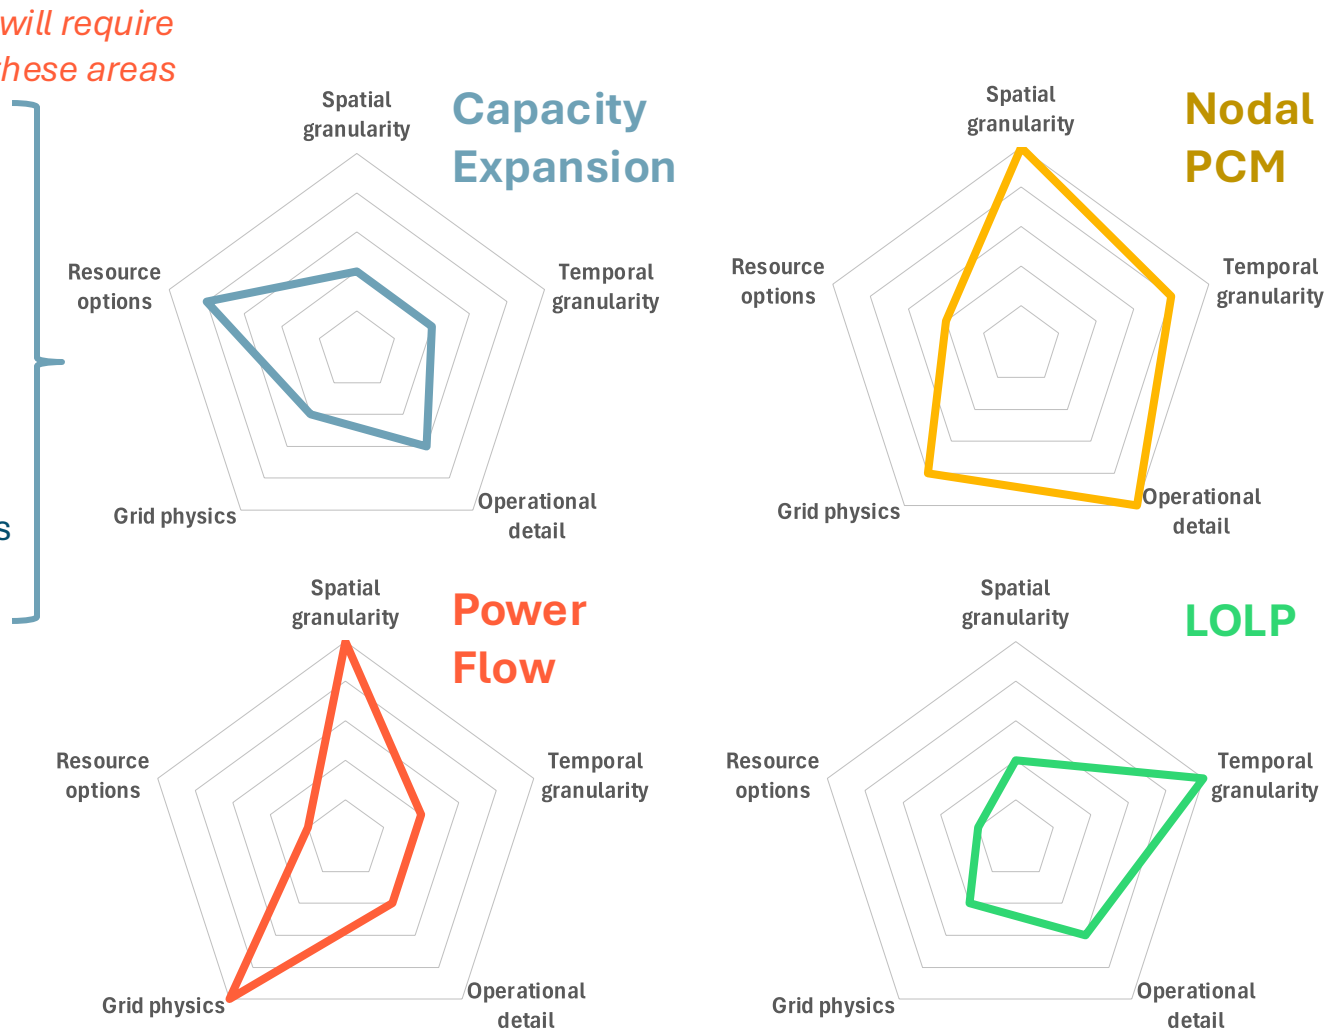 will require
these areas
s
Capacity
Expansion
Spatial
granularity
Temporal
granularity
Operational
detail
Grid physics
Resource
options
Nodal
PCM
Spatial
granularity
Temporal
granularity
Operational
detail
Grid physics
Resource
options
Power
Flow
Spatial
granularity
Temporal
granularity
Operational
detail
Grid physics
Resource
options
LOLP
Spatial
granularity
Temporal
granularity
Operational
detail
Grid physics
Resource
options